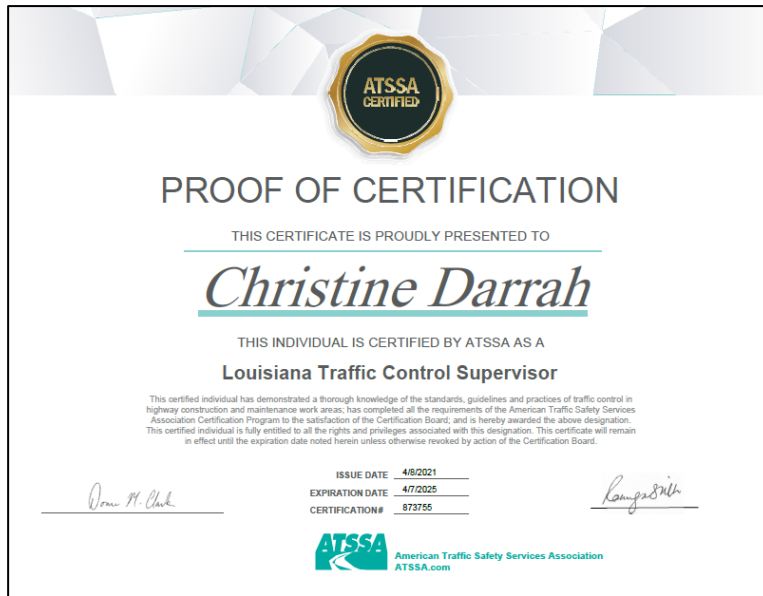 ATSSA
CERTIFIED
PROOF OF CERTIFICATION
THIS CERTIFICATE IS PROUDLY PRESENTED TO
Christine Darrah
THIS INDIVIDUAL IS CERTIFIED BY ATSSA AS A
Louisiana Traffic Control Supervisor
This certified individual has demonstrated a thorough knowledge of the standards, guidelines and practices of traffic control in
highway construction and maintenance work areas; has completed all the requirements of the American Traffic Safety Services
Association Certification Program to the satisfaction of the Certification Board; and is hereby awarded the above designation.
This certified individual is fully entitled to all the rights and privileges associated with this designation. This certificate will remain
in effect until the expiration date noted herein unless otherwise revoked by action of the Certification Board.
ISSUE DATE 4/8/2021
EXPIRATION DATE 4/7/2025
CERTIFICATION# 873755
M. Clark
ATSSA
American Traffic Safety Services Association
ATSSA.com